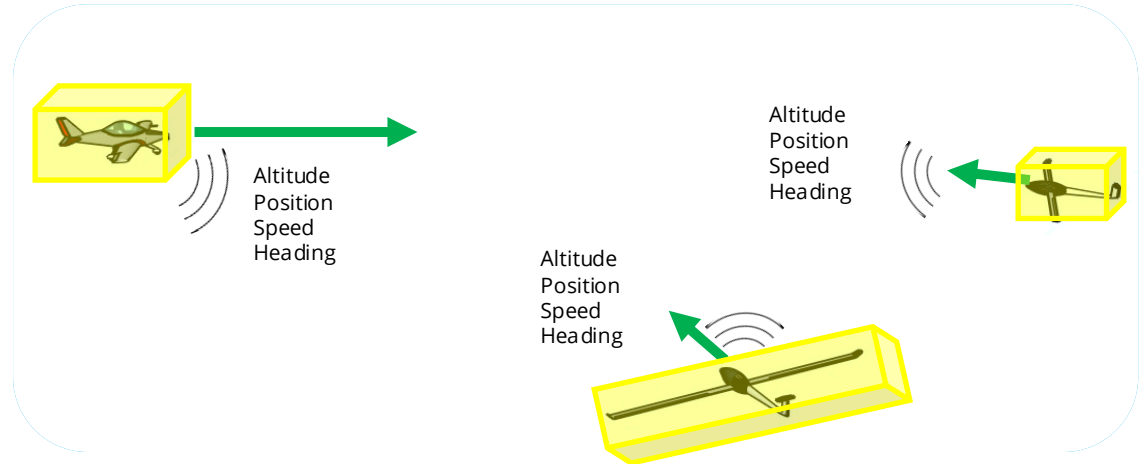 Altitude
Position
Speed
Heading
Altitude
Position
Speed
Heading
Altitude
Position
Speed
Heading